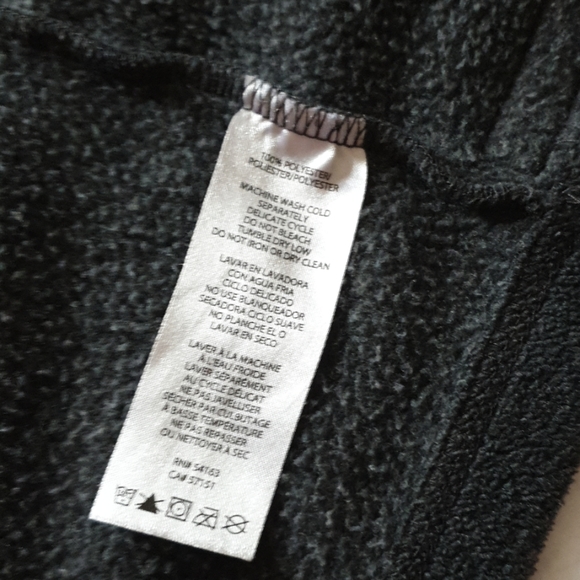 100% POLYESTER/
POLIESTER/POLYESTER
MACHINE WASH COLD
SEPARATELY
DELICATE CYCLE
DO NOT BLEACH
TUMBLE DRY LOW
DO NOT IRON OR DRY CLEAN
LAVAR EN LAVADORA
CON AGUA FRIA
CICLO DELICADO
NO USE BLANQUEADOR
SECADORA CICLO SUAVE
NO PLANCHE EL O
LAVAR EN SECO
LAVER À LA MACHINE
À L'EAU FROIDE
LAVER SÉPARÉMENT
AU CYCLE DÉLICAT
NE PAS JAVELLISER
SÉCHER PAR CULBUTAGE
À BASSE TEMPÉRATURE
NE PAS REPASSER
OU NETTOYER À SEC
RN# 54163
CA# 57151